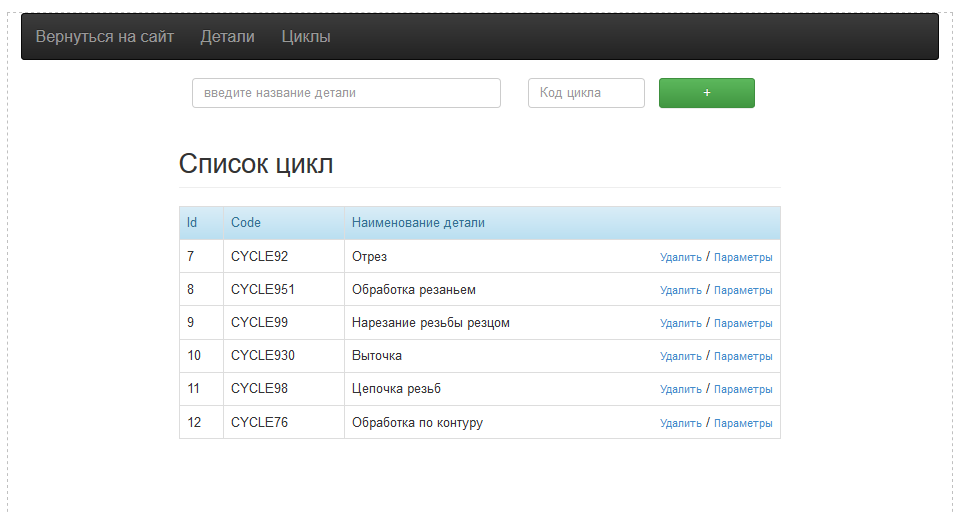 Вернуться на сайт Детали Циклы
введите название детали Код цикла +
Список цикл
Id Code Наименование детали
7 CYCLE92 Отрез Удалить / Параметры
8 CYCLE951 Обработка резаньем Удалить / Параметры
9 CYCLE99 Нарезание резьбы резцом Удалить / Параметры
10 CYCLE930 Выточка Удалить / Параметры
11 CYCLE98 Цепочка резьб Удалить / Параметры
12 CYCLE76 Обработка по контуру Удалить / Параметры